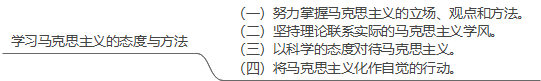 学习马克思主义的态度与方法
（一）努力掌握马克思主义的立场、观点和方法。
（二）坚持理论联系实际的马克思主义学风。
（三）以科学的态度对待马克思主义。
（四）将马克思主义化作自觉的行动。